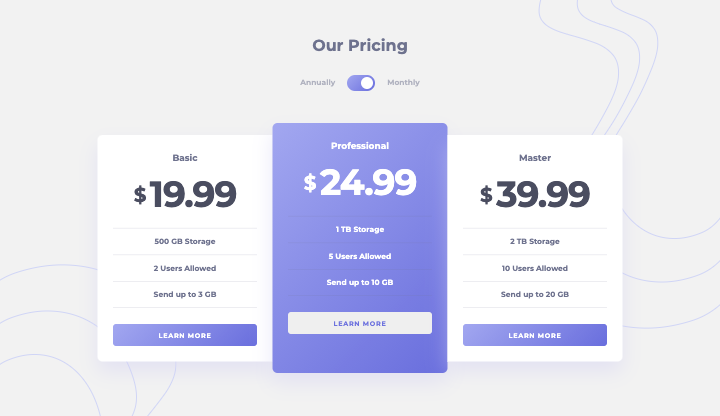 Our Pricing
Annually Monthly
Basic
$19.99
500 GB Storage
2 Users Allowed
Send up to 3 GB
LEARN MORE
Professional
$24.99
1 TB Storage
5 Users Allowed
Send up to 10 GB
LEARN MORE
Master
$39.99
2 TB Storage
10 Users Allowed
Send up to 20 GB
LEARN MORE